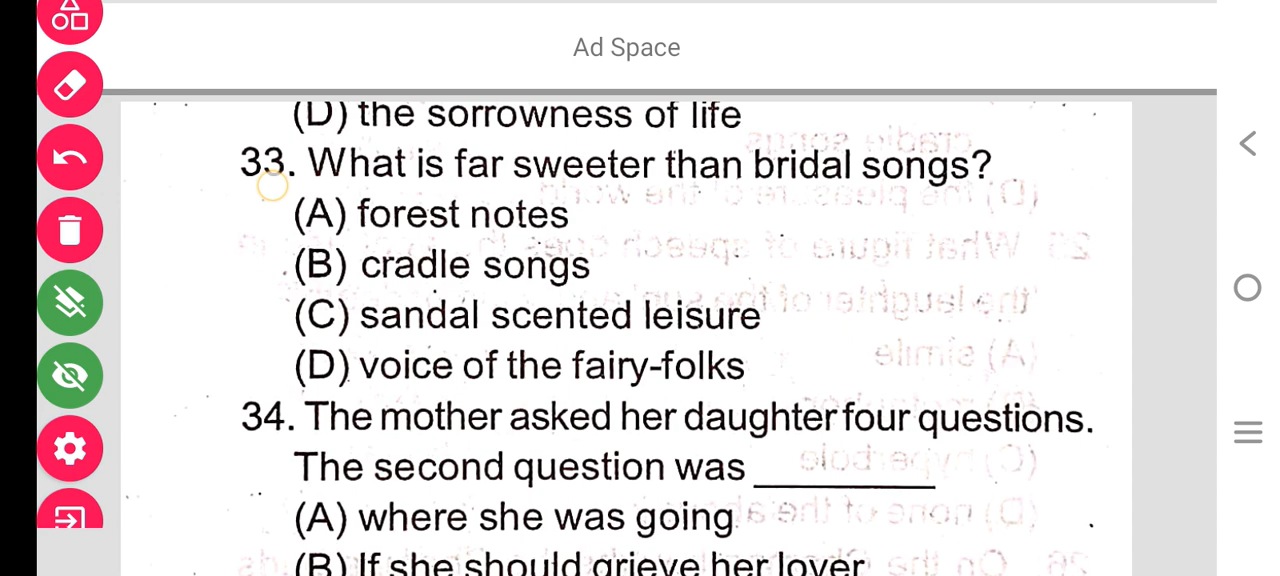 Ad Space
(D) the sorrowness of life
33. What is far sweeter than bridal songs?
(A) forest notes
(B) cradle songs
(C) sandal scented leisure
(D) voice of the fairy-folks
34. The mother asked her daughter four questions.
The second question was ________
(A) where she was going
(B) If she should grieve her lover